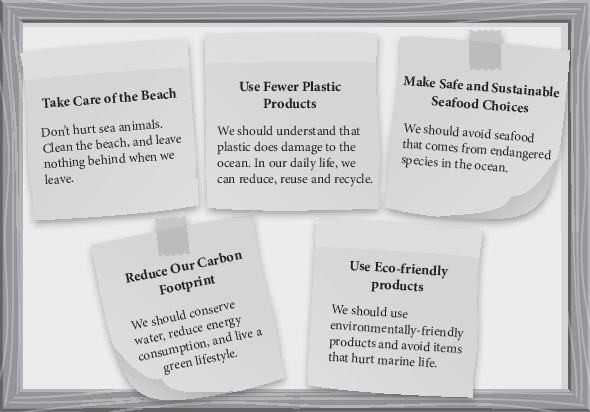 Take Care of the Beach
Don't hurt sea animals.
Clean the beach, and leave
nothing behind when we
leave.
Use Fewer Plastic
Products
We should understand that
plastic does damage to the
ocean. In our daily life, we
can reduce, reuse and recycle.
Make Safe and Sustainable
Seafood Choices
We should avoid seafood
that comes from endangered
species in the ocean.
Reduce Our Carbon
Footprint
We should conserve
water, reduce energy
consumption, and live a
green lifestyle.
Use Eco-friendly
products
We should use
environmentally-friendly
products and avoid items
that hurt marine life.